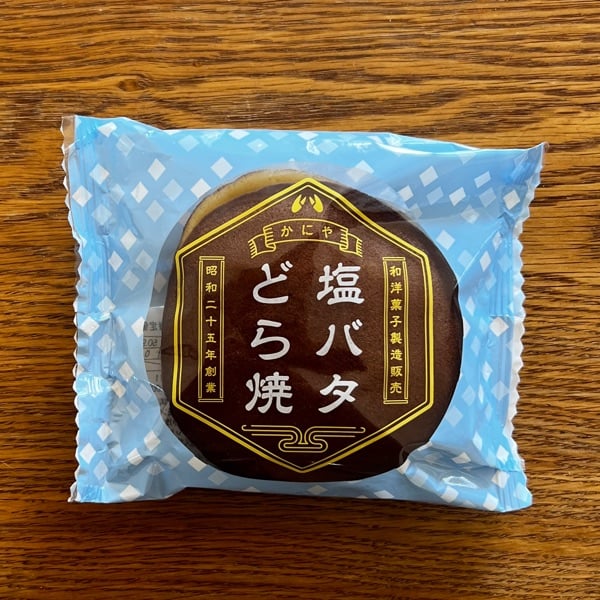 かにや
塩バタ
どら焼
和洋菓子製造販売
昭和二十五年創業